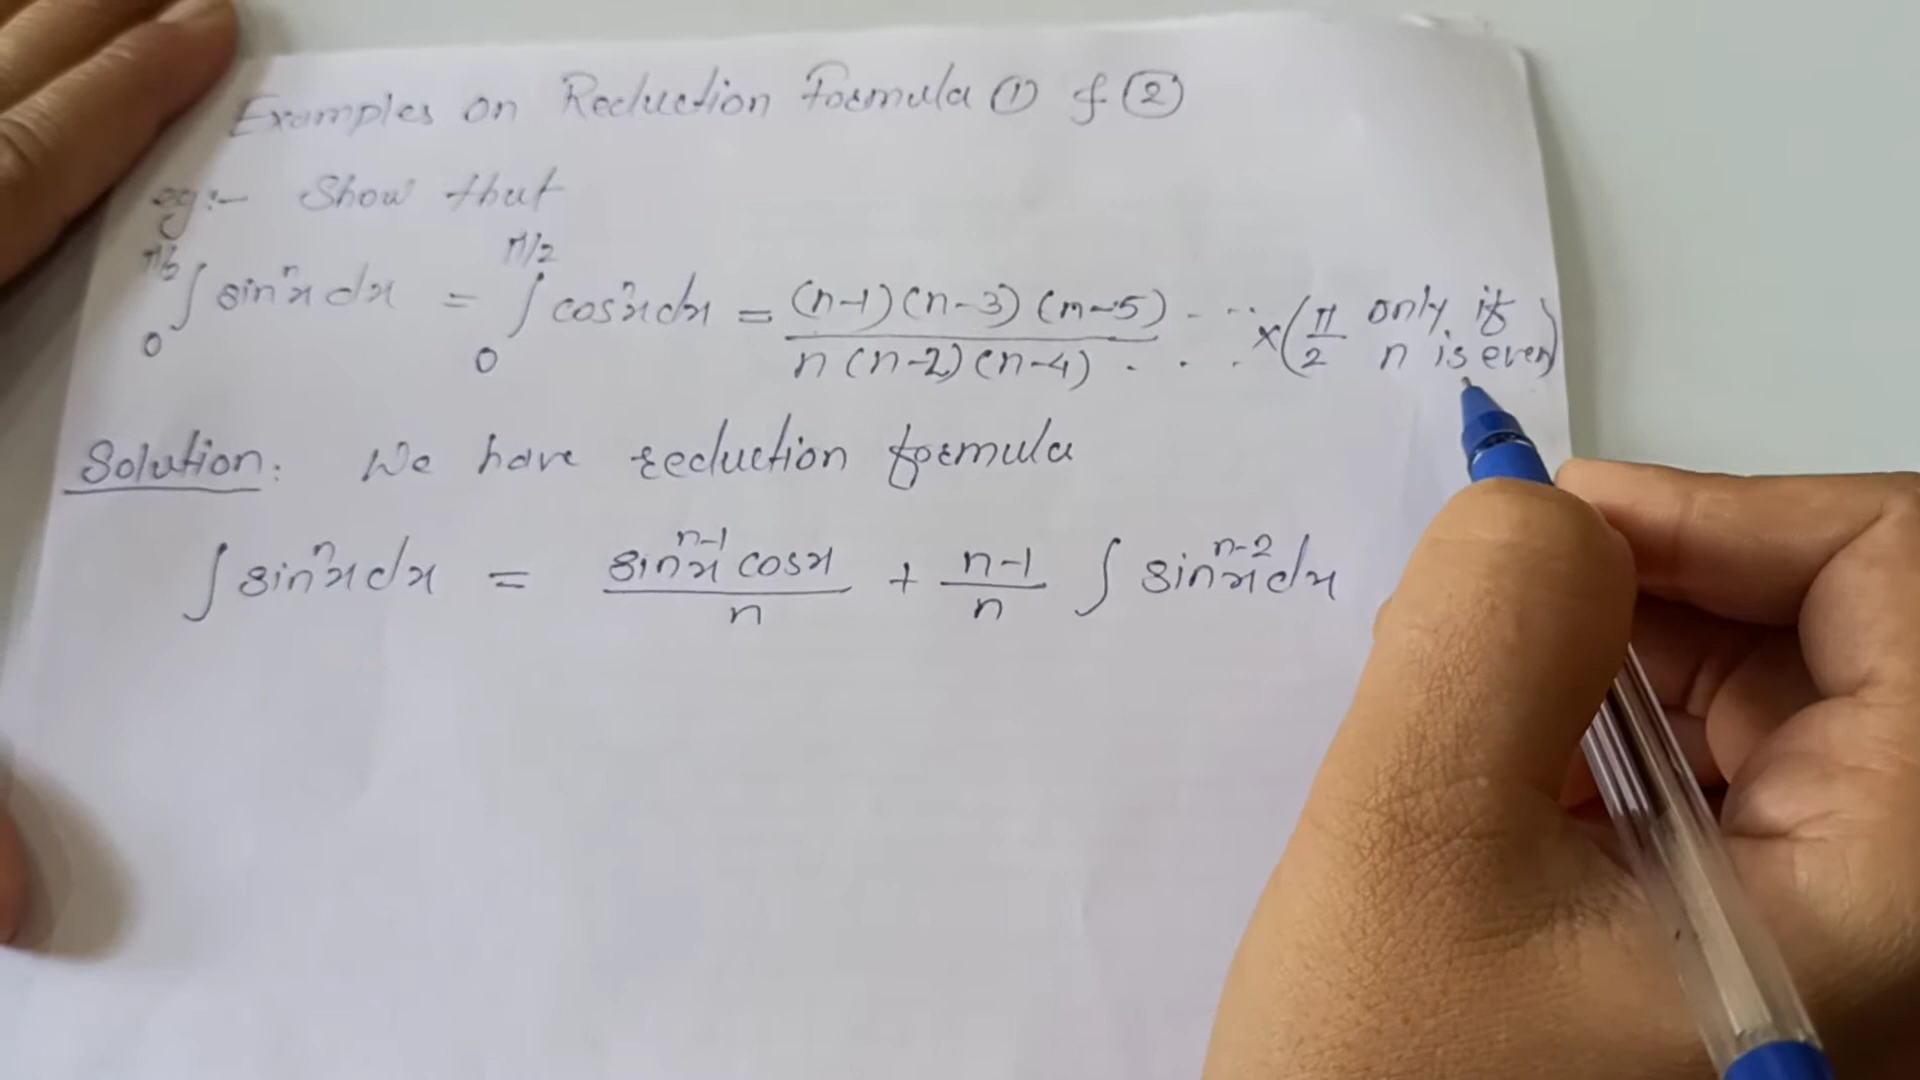 Examples on Reduction Formula ① & ②
eg:- Show that
∫₀^{π/2} sinⁿx dx = ∫₀^{π/2} cosⁿx dx = (n-1)(n-3)(n-5) . . . . / n(n-2)(n-4) . . . . × (π/2 only if n is even)
Solution: We have reduction formula
∫ sinⁿx dx = sinⁿ⁻¹x cosx / n + n-1 / n ∫ sinⁿ⁻²x dx